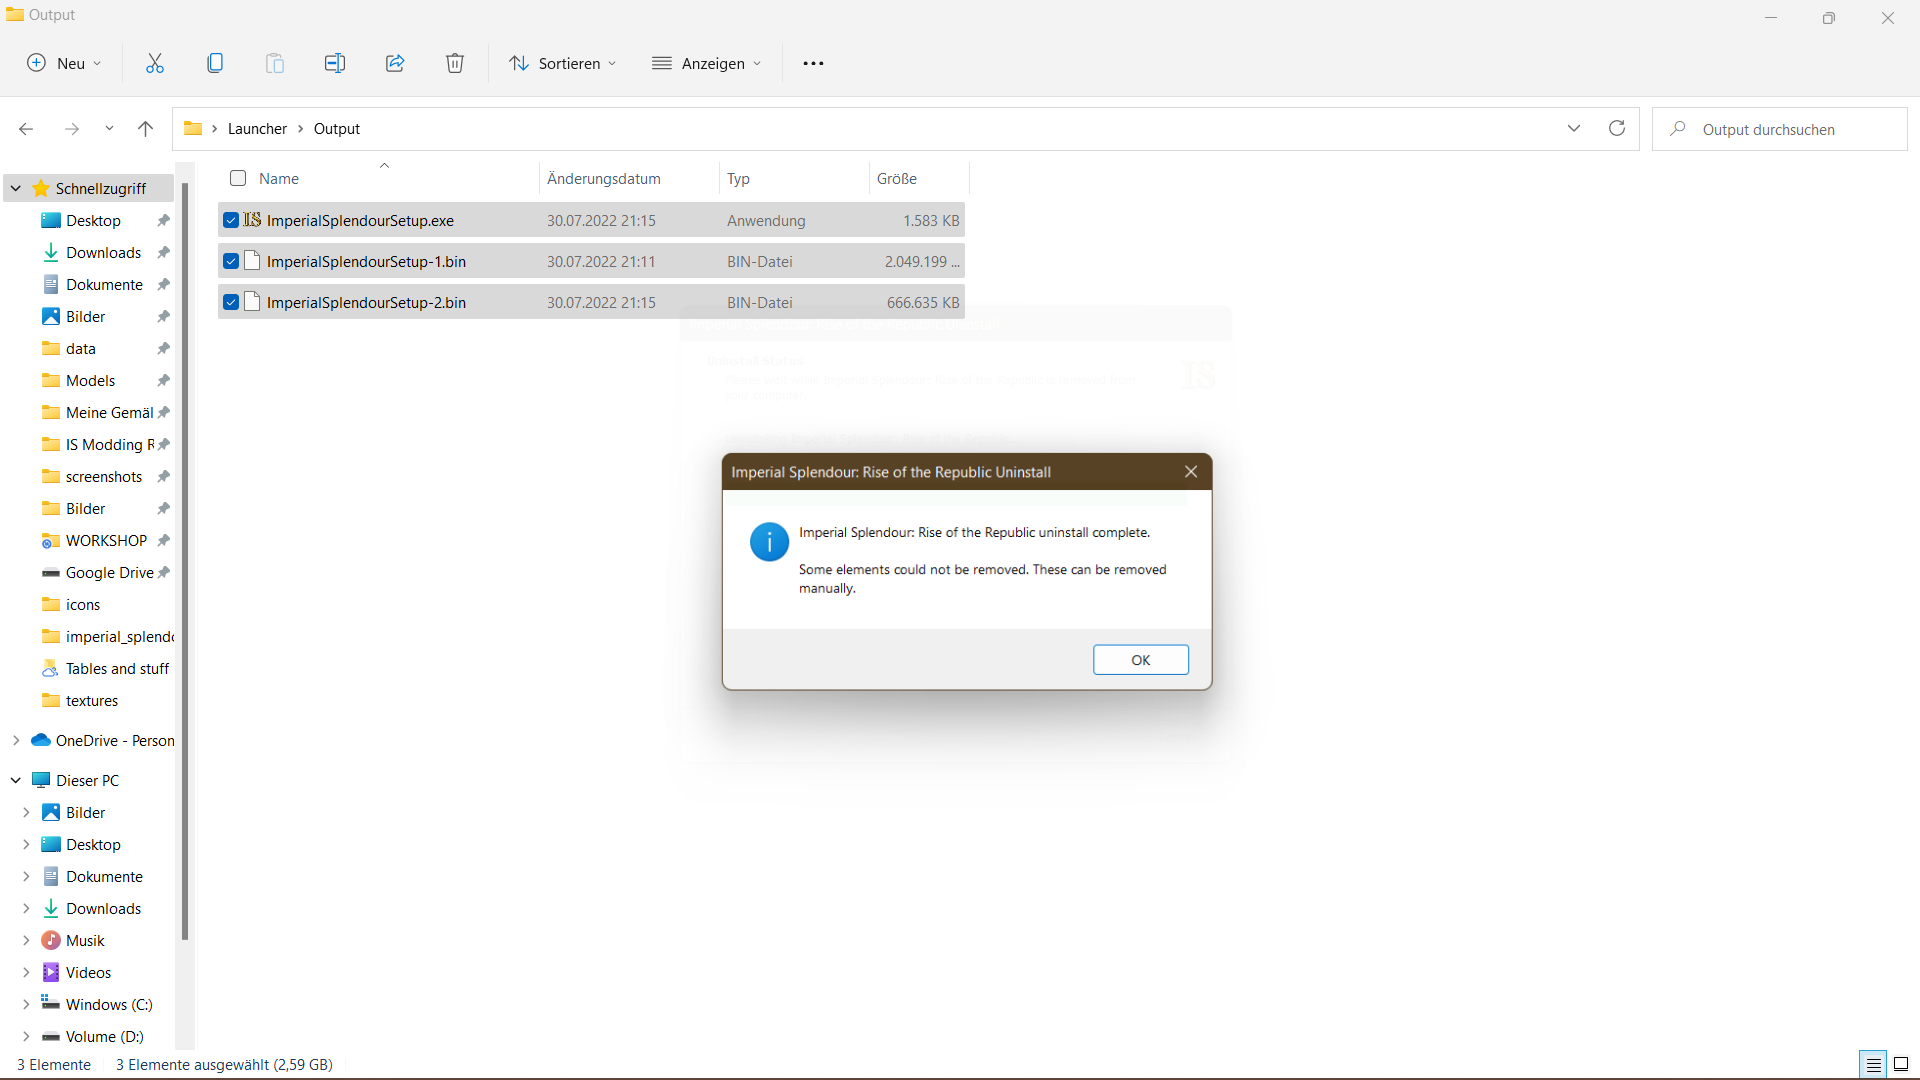 Output
Neu
Sortieren
Anzeigen
Launcher
Output
Output durchsuchen
Name
Änderungsdatum
Typ
Größe
ImperialSplendourSetup.exe
30.07.2022 21:15
Anwendung
1.583 KB
ImperialSplendourSetup-1.bin
30.07.2022 21:11
BIN-Datei
2.049.199 ...
ImperialSplendourSetup-2.bin
30.07.2022 21:15
BIN-Datei
666.635 KB
Schnellzugriff
Desktop
Downloads
Dokumente
Bilder
data
Models
Meine Gemäl
IS Modding R
screenshots
Bilder
WORKSHOP
Google Drive
icons
imperial_splend
Tables and stuff
textures
OneDrive - Person
Dieser PC
Bilder
Desktop
Dokumente
Downloads
Musik
Videos
Windows (C:)
Volume (D:)
Imperial Splendour: Rise of the Republic Uninstall
Imperial Splendour: Rise of the Republic uninstall complete.
Some elements could not be removed. These can be removed
manually.
OK
3 Elemente
3 Elemente ausgewählt (2,59 GB)